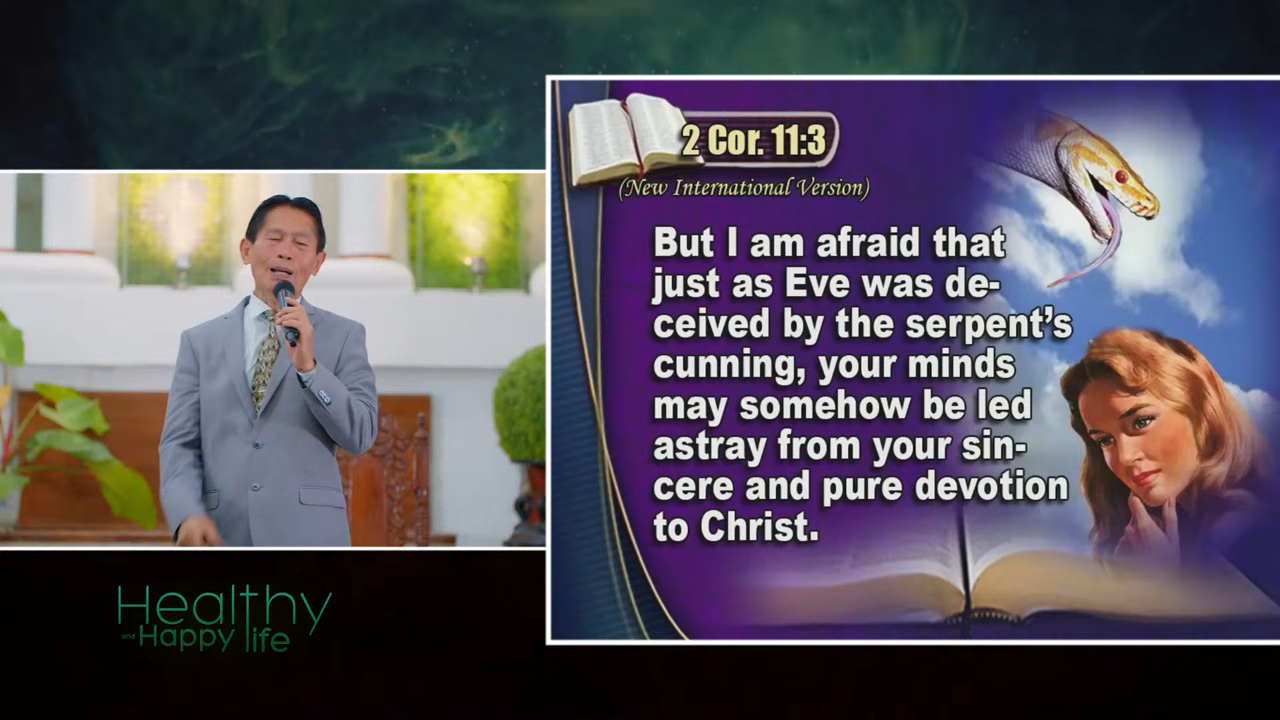 2 Cor. 11:3
(New International Version)
But I am afraid that
just as Eve was de-
ceived by the serpent's
cunning, your minds
may somehow be led
astray from your sin-
cere and pure devotion
to Christ.
Healthy
and Happy life